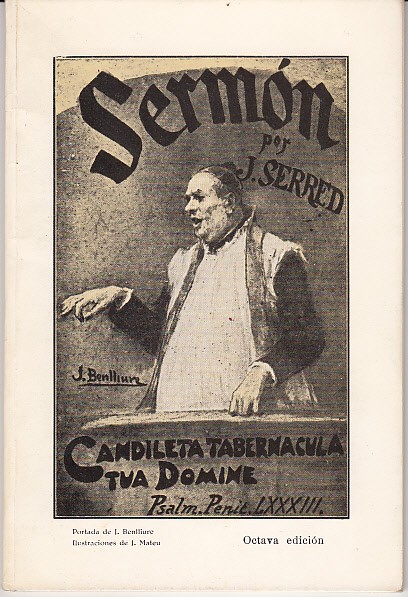 Sermón
por
J. SERRED
J. Benlliure
CANDILETA TABERNACULA
TUA DOMINE
Psalm. Penit. LXXXIII.
Portada de J. Benlliure
Ilustraciones de J. Mateu
Octava edición